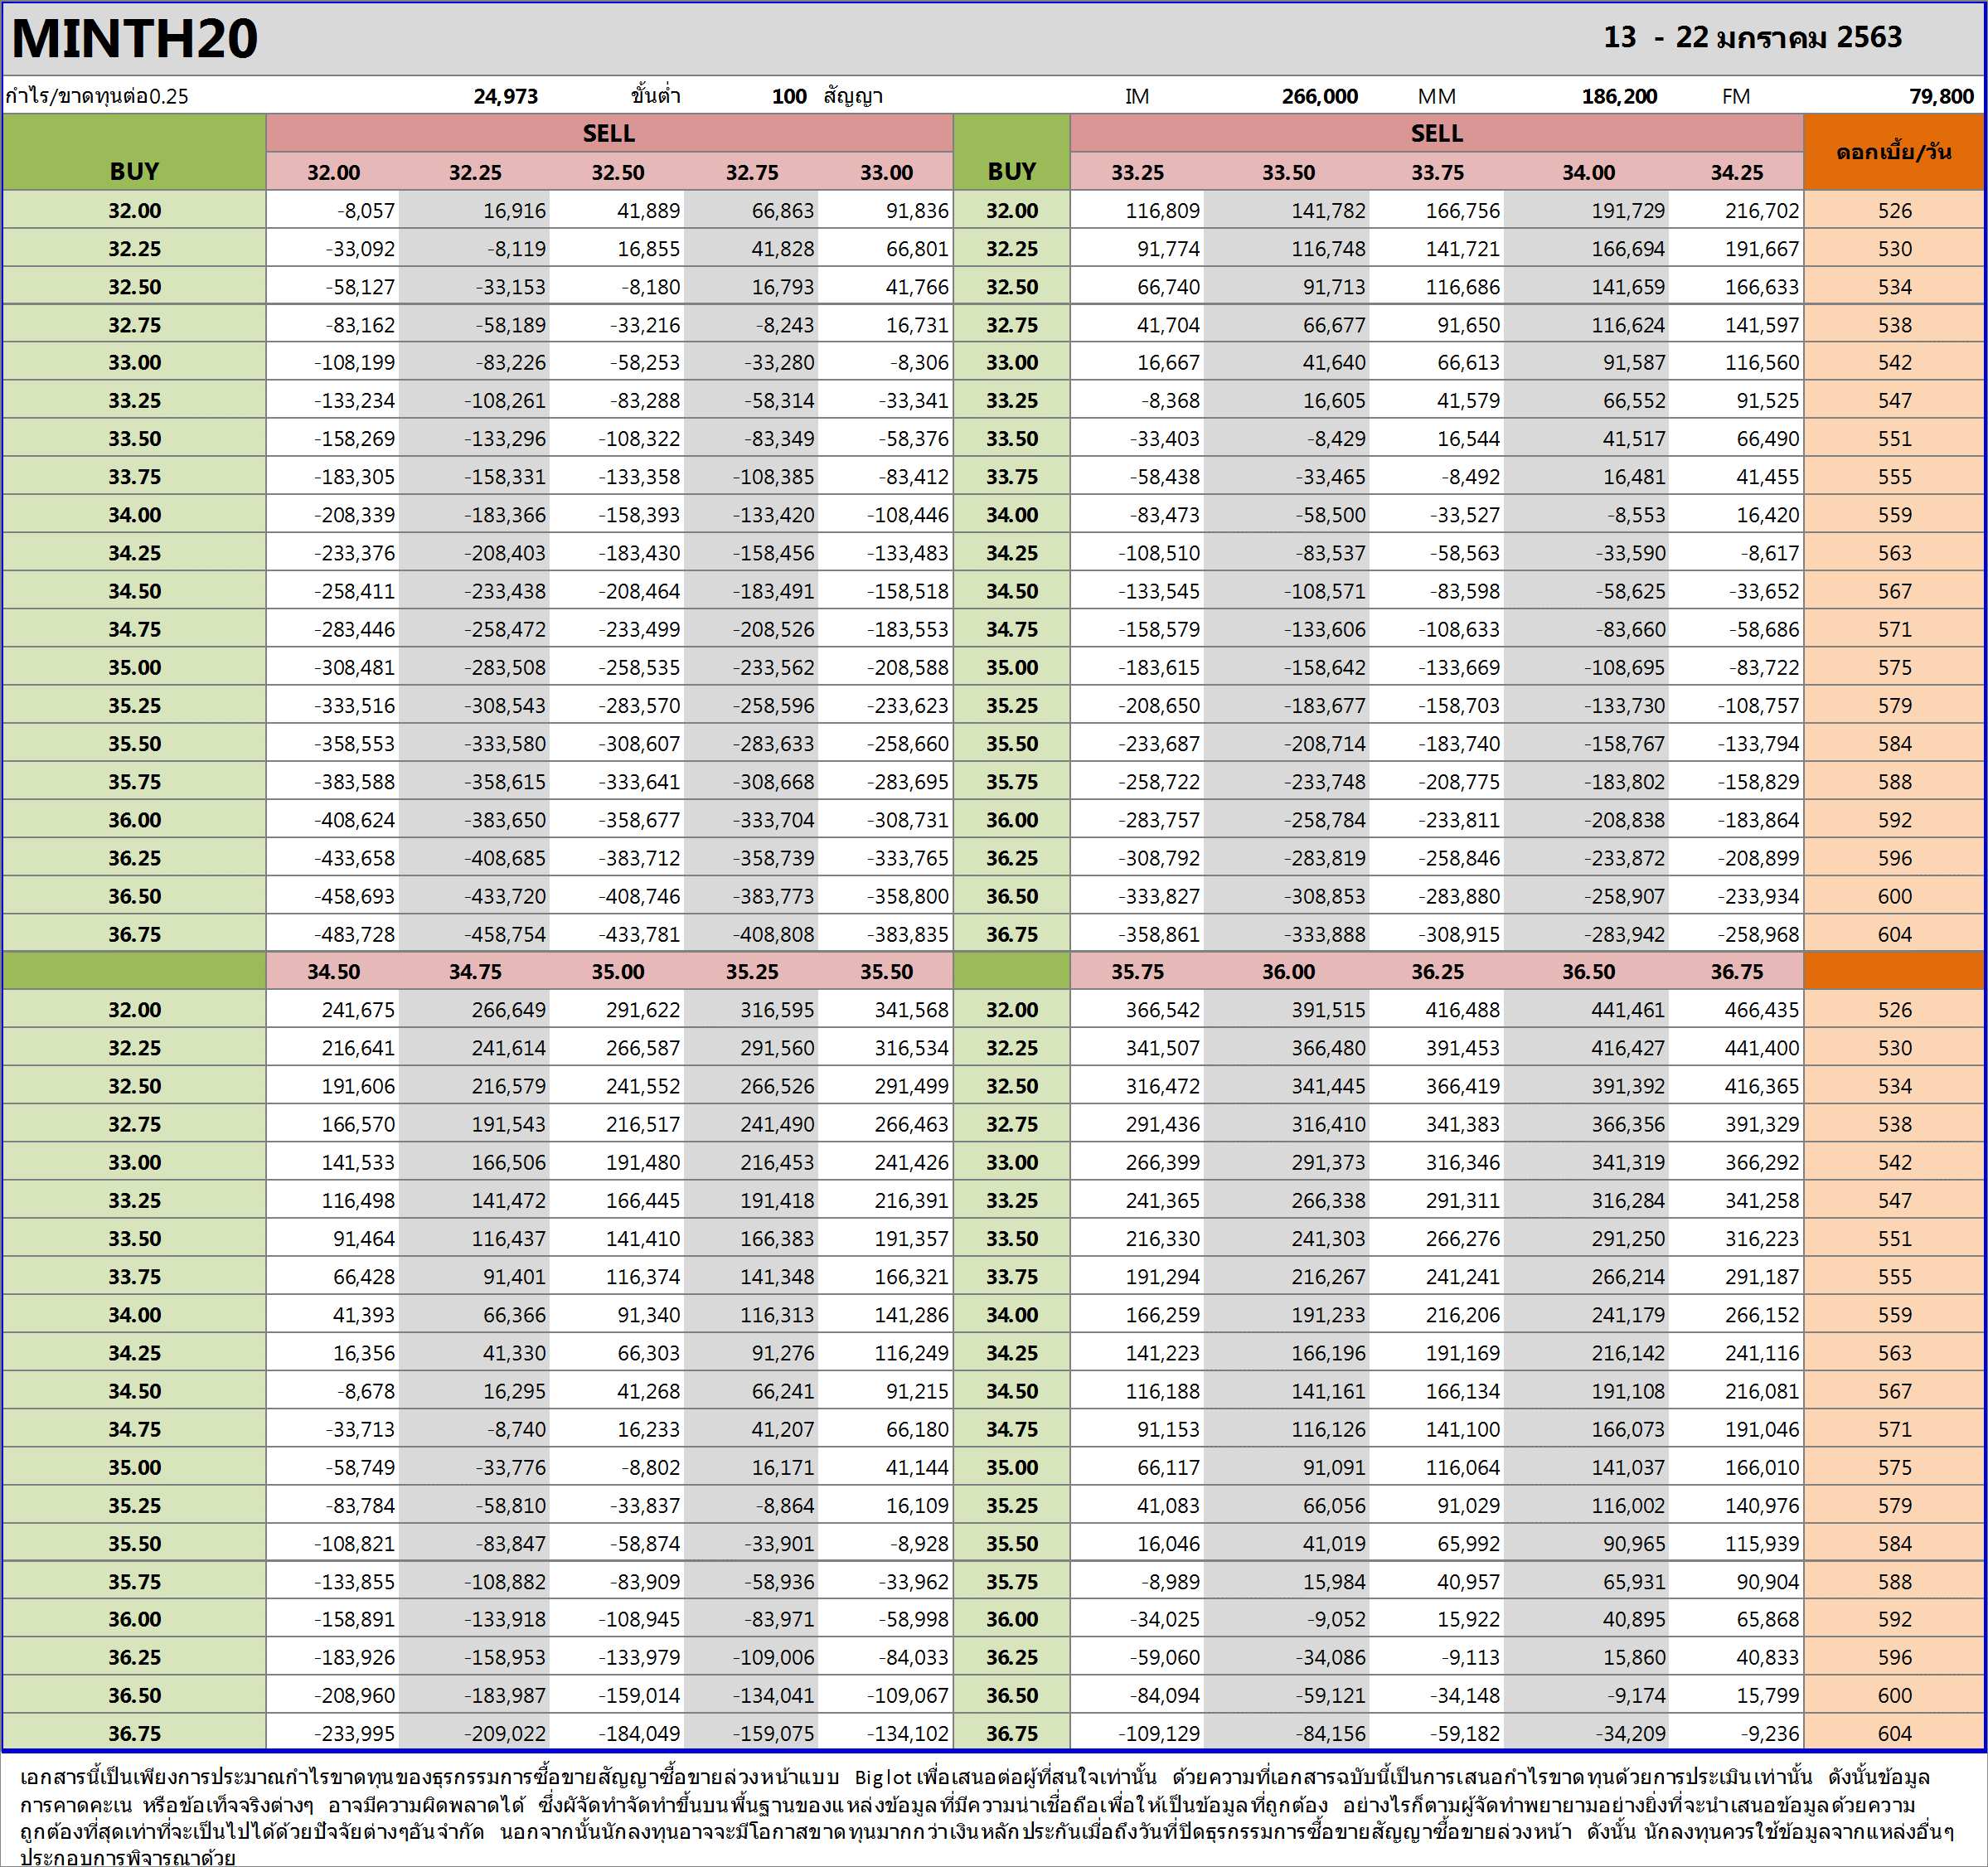 MINTH20 13 - 22 มกราคม 2563
กำไร/ขาดทุนต่อ0.25 24,973 ขั้นต่ำ 100 สัญญา IM 266,000 MM 186,200 FM 79,800
SELL SELL
BUY 32.00 32.25 32.50 32.75 33.00 BUY 33.25 33.50 33.75 34.00 34.25 ดอกเบี้ย/วัน
32.00 -8,057 16,916 41,889 66,863 91,836 32.00 116,809 141,782 166,756 191,729 216,702 526
32.25 -33,092 -8,119 16,855 41,828 66,801 32.25 91,774 116,748 141,721 166,694 191,667 530
32.50 -58,127 -33,153 -8,180 16,793 41,766 32.50 66,740 91,713 116,686 141,659 166,633 534
32.75 -83,162 -58,189 -33,216 -8,243 16,731 32.75 41,704 66,677 91,650 116,624 141,597 538
33.00 -108,199 -83,226 -58,253 -33,280 -8,306 33.00 16,667 41,640 66,613 91,587 116,560 542
33.25 -133,234 -108,261 -83,288 -58,314 -33,341 33.25 -8,368 16,605 41,579 66,552 91,525 547
33.50 -158,269 -133,296 -108,322 -83,349 -58,376 33.50 -33,403 -8,429 16,544 41,517 66,490 551
33.75 -183,305 -158,331 -133,358 -108,385 -83,412 33.75 -58,438 -33,465 -8,492 16,481 41,455 555
34.00 -208,339 -183,366 -158,393 -133,420 -108,446 34.00 -83,473 -58,500 -33,527 -8,553 16,420 559
34.25 -233,376 -208,403 -183,430 -158,456 -133,483 34.25 -108,510 -83,537 -58,563 -33,590 -8,617 563
34.50 -258,411 -233,438 -208,464 -183,491 -158,518 34.50 -133,545 -108,571 -83,598 -58,625 -33,652 567
34.75 -283,446 -258,472 -233,499 -208,526 -183,553 34.75 -158,579 -133,606 -108,633 -83,660 -58,686 571
35.00 -308,481 -283,508 -258,535 -233,562 -208,588 35.00 -183,615 -158,642 -133,669 -108,695 -83,722 575
35.25 -333,516 -308,543 -283,570 -258,596 -233,623 35.25 -208,650 -183,677 -158,703 -133,730 -108,757 579
35.50 -358,553 -333,580 -308,607 -283,633 -258,660 35.50 -233,687 -208,714 -183,740 -158,767 -133,794 584
35.75 -383,588 -358,615 -333,641 -308,668 -283,695 35.75 -258,722 -233,748 -208,775 -183,802 -158,829 588
36.00 -408,624 -383,650 -358,677 -333,704 -308,731 36.00 -283,757 -258,784 -233,811 -208,838 -183,864 592
36.25 -433,658 -408,685 -383,712 -358,739 -333,765 36.25 -308,792 -283,819 -258,846 -233,872 -208,899 596
36.50 -458,693 -433,720 -408,746 -383,773 -358,800 36.50 -333,827 -308,853 -283,880 -258,907 -233,934 600
36.75 -483,728 -458,754 -433,781 -408,808 -383,835 36.75 -358,861 -333,888 -308,915 -283,942 -258,968 604
34.50 34.75 35.00 35.25 35.50 35.75 36.00 36.25 36.50 36.75
32.00 241,675 266,649 291,622 316,595 341,568 32.00 366,542 391,515 416,488 441,461 466,435 526
32.25 216,641 241,614 266,587 291,560 316,534 32.25 341,507 366,480 391,453 416,427 441,400 530
32.50 191,606 216,579 241,552 266,526 291,499 32.50 316,472 341,445 366,419 391,392 416,365 534
32.75 166,570 191,543 216,517 241,490 266,463 32.75 291,436 316,410 341,383 366,356 391,329 538
33.00 141,533 166,506 191,480 216,453 241,426 33.00 266,399 291,373 316,346 341,319 366,292 542
33.25 116,498 141,472 166,445 191,418 216,391 33.25 241,365 266,338 291,311 316,284 341,258 547
33.50 91,464 116,437 141,410 166,383 191,357 33.50 216,330 241,303 266,276 291,250 316,223 551
33.75 66,428 91,401 116,374 141,348 166,321 33.75 191,294 216,267 241,241 266,214 291,187 555
34.00 41,393 66,366 91,340 116,313 141,286 34.00 166,259 191,233 216,206 241,179 266,152 559
34.25 16,356 41,330 66,303 91,276 116,249 34.25 141,223 166,196 191,169 216,142 241,116 563
34.50 -8,678 16,295 41,268 66,241 91,215 34.50 116,188 141,161 166,134 191,108 216,081 567
34.75 -33,713 -8,740 16,233 41,207 66,180 34.75 91,153 116,126 141,100 166,073 191,046 571
35.00 -58,749 -33,776 -8,802 16,171 41,144 35.00 66,117 91,091 116,064 141,037 166,010 575
35.25 -83,784 -58,810 -33,837 -8,864 16,109 35.25 41,083 66,056 91,029 116,002 140,976 579
35.50 -108,821 -83,847 -58,874 -33,901 -8,928 35.50 16,046 41,019 65,992 90,965 115,939 584
35.75 -133,855 -108,882 -83,909 -58,936 -33,962 35.75 -8,989 15,984 40,957 65,931 90,904 588
36.00 -158,891 -133,918 -108,945 -83,971 -58,998 36.00 -34,025 -9,052 15,922 40,895 65,868 592
36.25 -183,926 -158,953 -133,979 -109,006 -84,033 36.25 -59,060 -34,086 -9,113 15,860 40,833 596
36.50 -208,960 -183,987 -159,014 -134,041 -109,067 36.50 -84,094 -59,121 -34,148 -9,174 15,799 600
36.75 -233,995 -209,022 -184,049 -159,075 -134,102 36.75 -109,129 -84,156 -59,182 -34,209 -9,236 604
เอกสารนี้เป็นเพียงการประมาณกำไรขาดทุนของธุรกรรมการซื้อขายสัญญาซื้อขายล่วงหน้าแบบ Biglot เพื่อเสนอต่อผู้ที่สนใจเท่านั้น ด้วยความที่เอกสารฉบับนี้เป็นการเสนอกำไรขาดทุนด้วยการประเมินเท่านั้น ดังนั้นข้อมูล
การคาดคะเน หรือข้อเท็จจริงต่างๆ อาจมีความผิดพลาดได้ ซึ่งผู้จัดทำจัดทำขึ้นบนพื้นฐานของแหล่งข้อมูลที่มีความน่าเชื่อถือเพื่อให้เป็นข้อมูลที่ถูกต้อง อย่างไรก็ตามผู้จัดทำพยายามอย่างยิ่งที่จะนำเสนอข้อมูลด้วยความ
ถูกต้องที่สุดเท่าที่จะเป็นไปได้ด้วยปัจจัยต่างๆอันจำกัด นอกจากนั้นนักลงทุนอาจจะมีโอกาสขาดทุนมากกว่าเงินหลักประกันเมื่อถึงวันที่ปิดธุรกรรมการซื้อขายสัญญาซื้อขายล่วงหน้า ดังนั้น นักลงทุนควรใช้ข้อมูลจากแหล่งอื่นๆ
ประกอบการพิจารณาด้วย